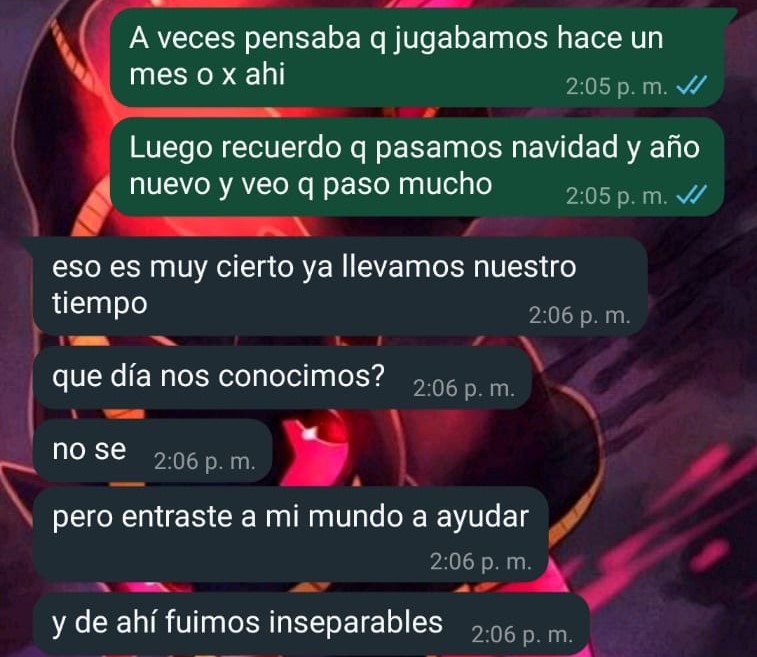 A veces pensaba q jugabamos hace un
mes o x ahi
2:05 p. m.
Luego recuerdo q pasamos navidad y año
nuevo y veo q paso mucho
2:05 p. m.
eso es muy cierto ya llevamos nuestro
tiempo
2:06 p. m.
que día nos conocimos?
2:06 p. m.
no se
2:06 p. m.
pero entraste a mi mundo a ayudar
2:06 p. m.
y de ahí fuimos inseparables
2:06 p. m.